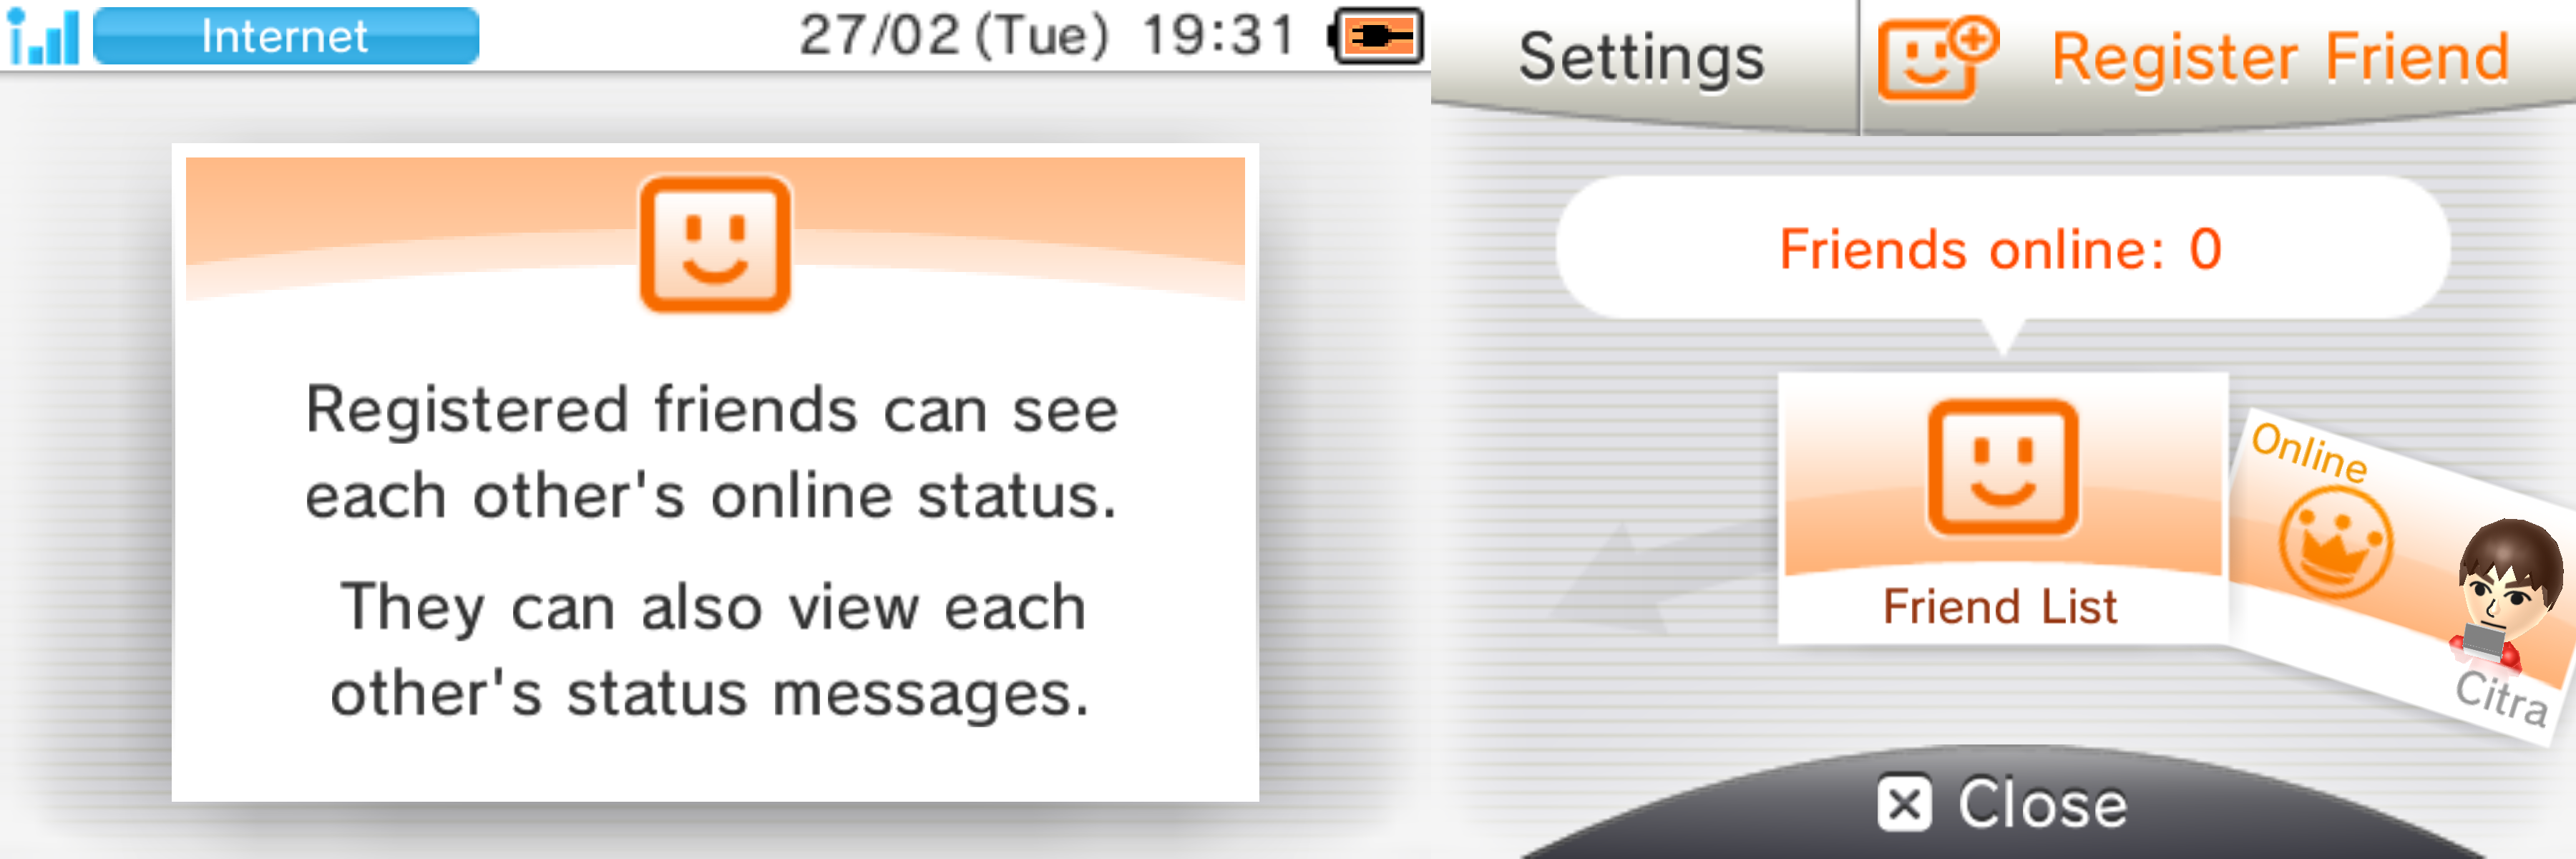 Internet
27/02 (Tue) 19:31
Registered friends can see
each other's online status.
They can also view each
other's status messages.
Settings
Register Friend
Friends online: 0
Friend List
Online
Citra
Close